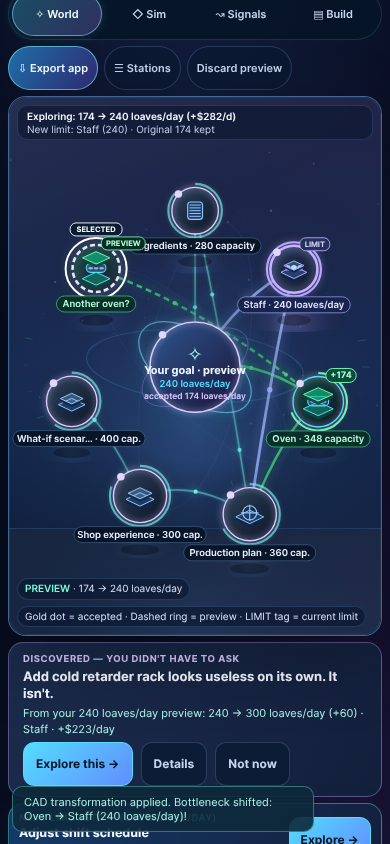 ✧ World
◇ Sim
↝ Signals
▤ Build
⇩ Export app
☰ Stations
Discard preview
Exploring: 174 → 240 loaves/day (+$282/d)
New limit: Staff (240) · Original 174 kept
SELECTED
PREVIEW
gredients · 280 capacity
LIMIT
Another oven?
Staff · 240 loaves/day
Your goal · preview
240 loaves/day
accepted 174 loaves/day
+174
What-if scenar… · 400 cap.
Oven · 348 capacity
Shop experience · 300 cap.
Production plan · 360 cap.
PREVIEW · 174 → 240 loaves/day
Gold dot = accepted · Dashed ring = preview · LIMIT tag = current limit
DISCOVERED — YOU DIDN'T HAVE TO ASK
Add cold retarder rack looks useless on its own. It
isn't.
From your 240 loaves/day preview: 240 → 300 loaves/day (+60) ·
Staff · +$223/day
Explore this →
Details
Not now
CAD transformation applied. Bottleneck shifted:
Oven → Staff (240 loaves/day)!
Adjust shift schedule
Explore →